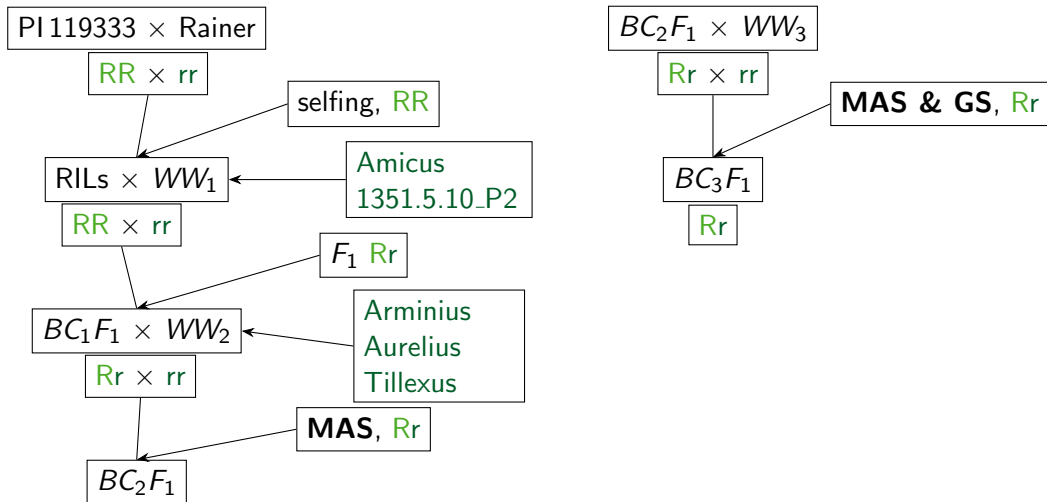 PI 119333 × Rainer
RR × rr
selfing, RR
RILs × WW₁
Amicus
1351.5.10_P2
RR × rr
F₁ Rr
BC₁F₁ × WW₂
Arminius
Aurelius
Tillexus
Rr × rr
MAS, Rr
BC₂F₁
BC₂F₁ × WW₃
Rr × rr
MAS & GS, Rr
BC₃F₁
Rr